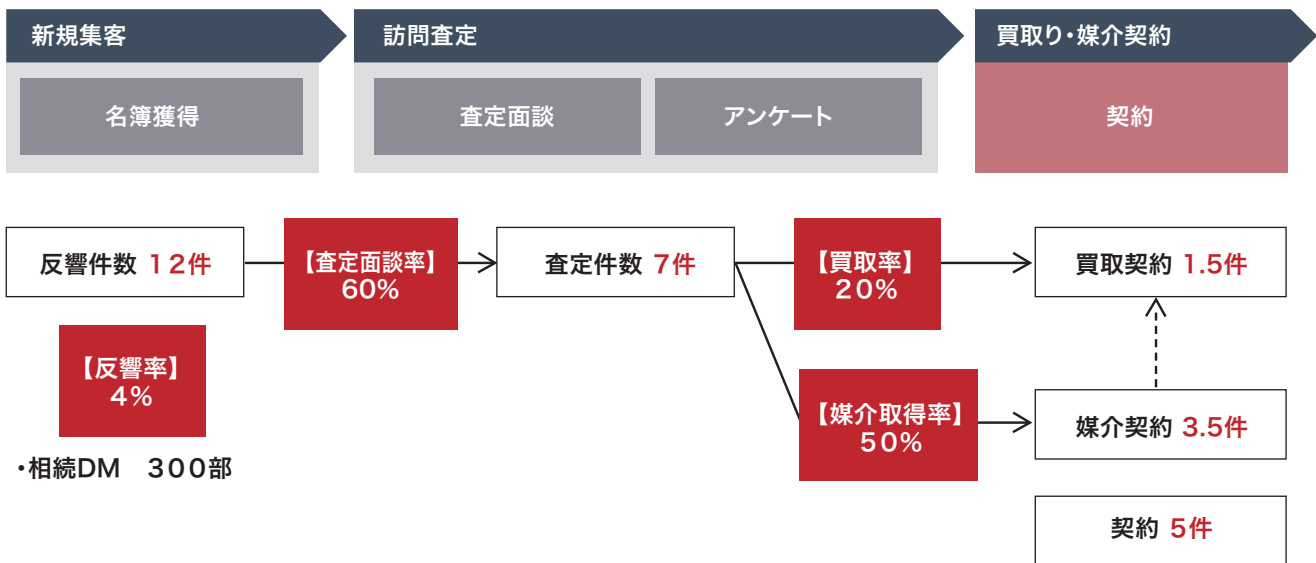 新規集客
訪問査定
買取り・媒介契約
名簿獲得
査定面談
アンケート
契約
反響件数 12件
【査定面談率】
60%
査定件数 7件
【買取率】
20%
買取契約 1.5件
【反響率】
4%
【媒介取得率】
50%
媒介契約 3.5件
・相続DM 300部
契約 5件